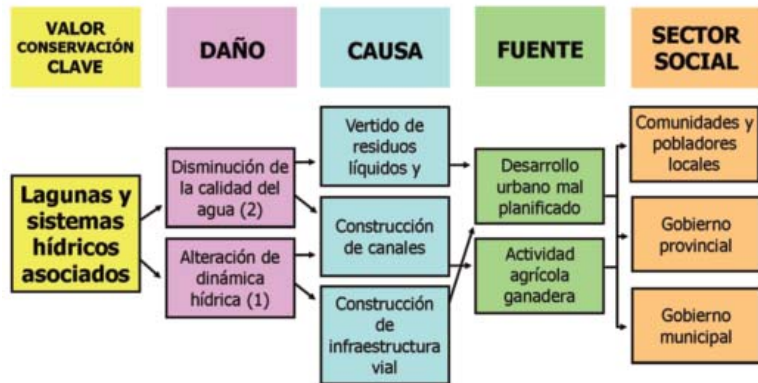 VALOR
CONSERVACIÓN
CLAVE
DAÑO
CAUSA
FUENTE
SECTOR
SOCIAL
Lagunas y
sistemas
hídricos
asociados
Disminución de
la calidad del
agua (2)
Alteración de
dinámica
hídrica (1)
Vertido de
residuos
líquidos y
Construcción
de canales
Construcción
de
infraestructura
vial
Desarrollo
urbano mal
planificado
Actividad
agrícola
ganadera
Comunidades y
pobladores
locales
Gobierno
provincial
Gobierno
municipal